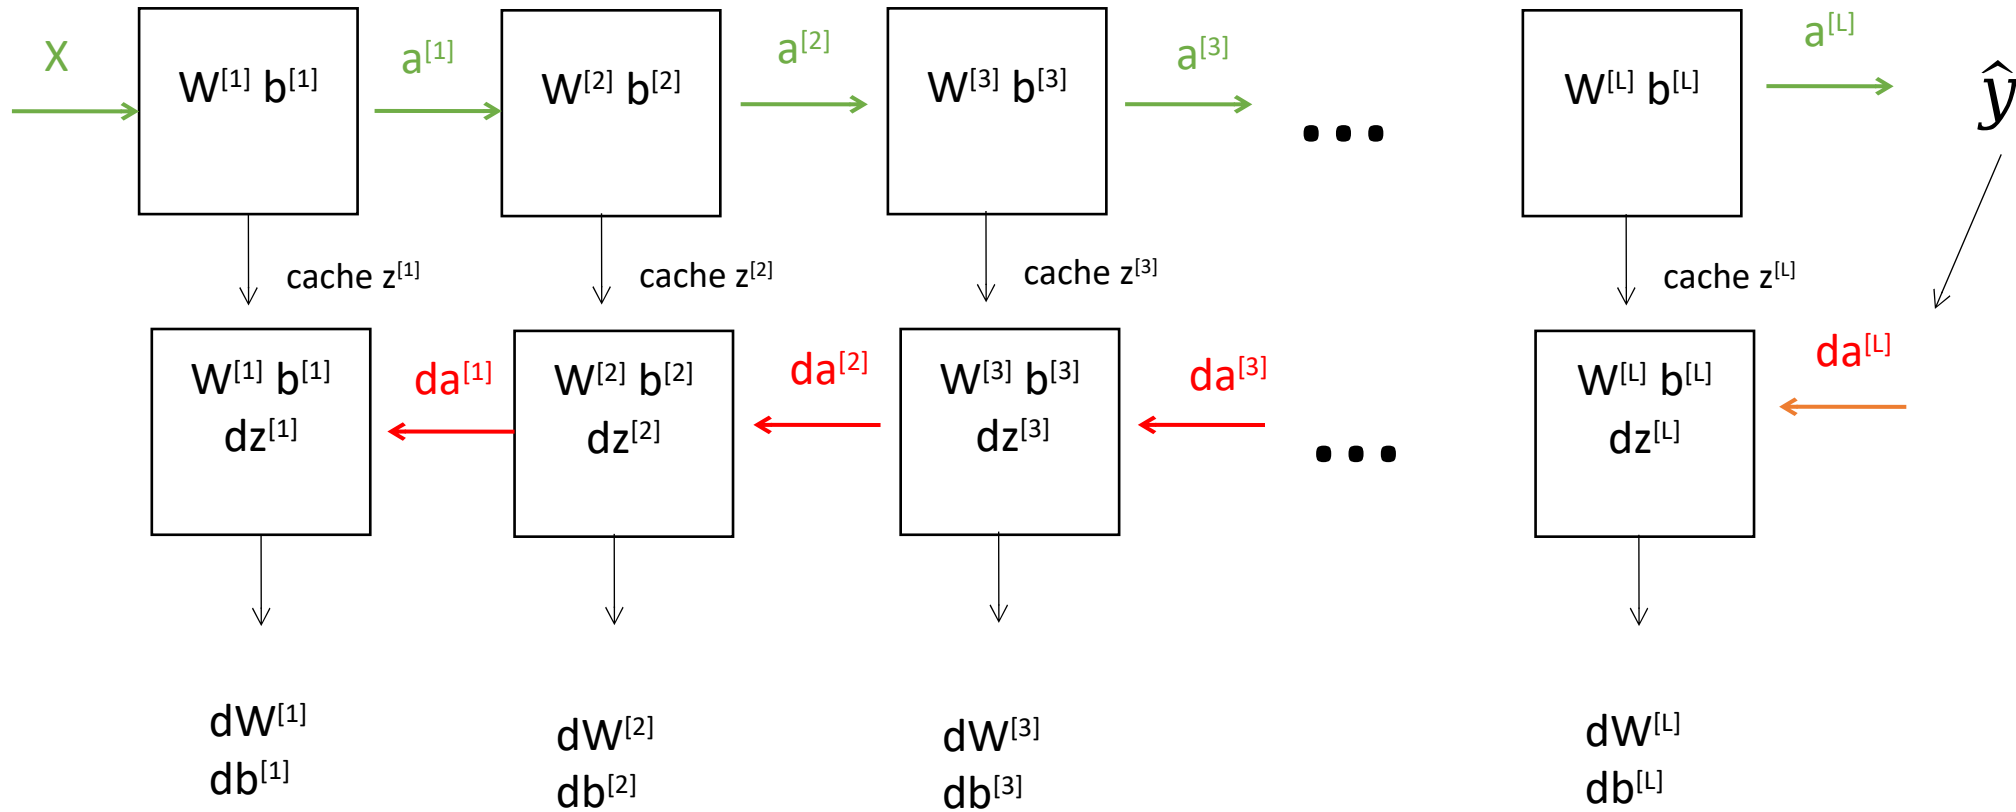 X
W[1] b[1]
a[1]
W[2] b[2]
a[2]
W[3] b[3]
a[3]
...
W[L] b[L]
a[L]
ŷ
cache z[1]
cache z[2]
cache z[3]
cache z[L]
W[1] b[1]
dz[1]
da[1]
W[2] b[2]
dz[2]
da[2]
W[3] b[3]
dz[3]
da[3]
...
W[L] b[L]
dz[L]
da[L]
dW[1]
db[1]
dW[2]
db[2]
dW[3]
db[3]
dW[L]
db[L]